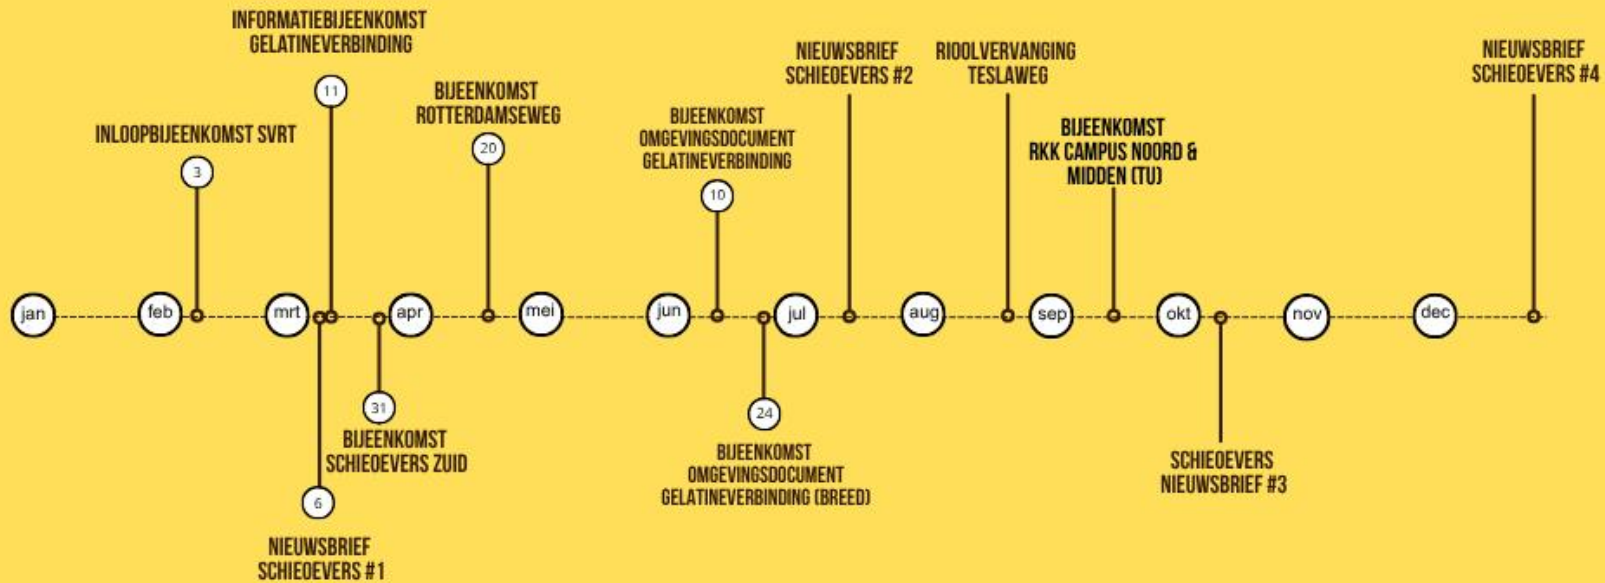 INFORMATIEBIJEENKOMST
GELATINEVERBINDING
11
INLOOPBIJEENKOMST SVRT
3
BIJEENKOMST
ROTTERDAMSEWEG
20
BIJEENKOMST
OMGEVINGSDOCUMENT
GELATINEVERBINDING
10
NIEUWSBRIEF
SCHIEOEVERS #2
RIOOLVERVANGING
TESLAWEG
BIJEENKOMST
RKK CAMPUS NOORD &
MIDDEN (TU)
NIEUWSBRIEF
SCHIEOEVERS #4
jan
feb
mrt
apr
mei
jun
jul
aug
sep
okt
nov
dec
6
NIEUWSBRIEF
SCHIEOEVERS #1
31
BIJEENKOMST
SCHIEOEVERS ZUID
24
BIJEENKOMST
OMGEVINGSDOCUMENT
GELATINEVERBINDING (BREED)
SCHIEOEVERS
NIEUWSBRIEF #3